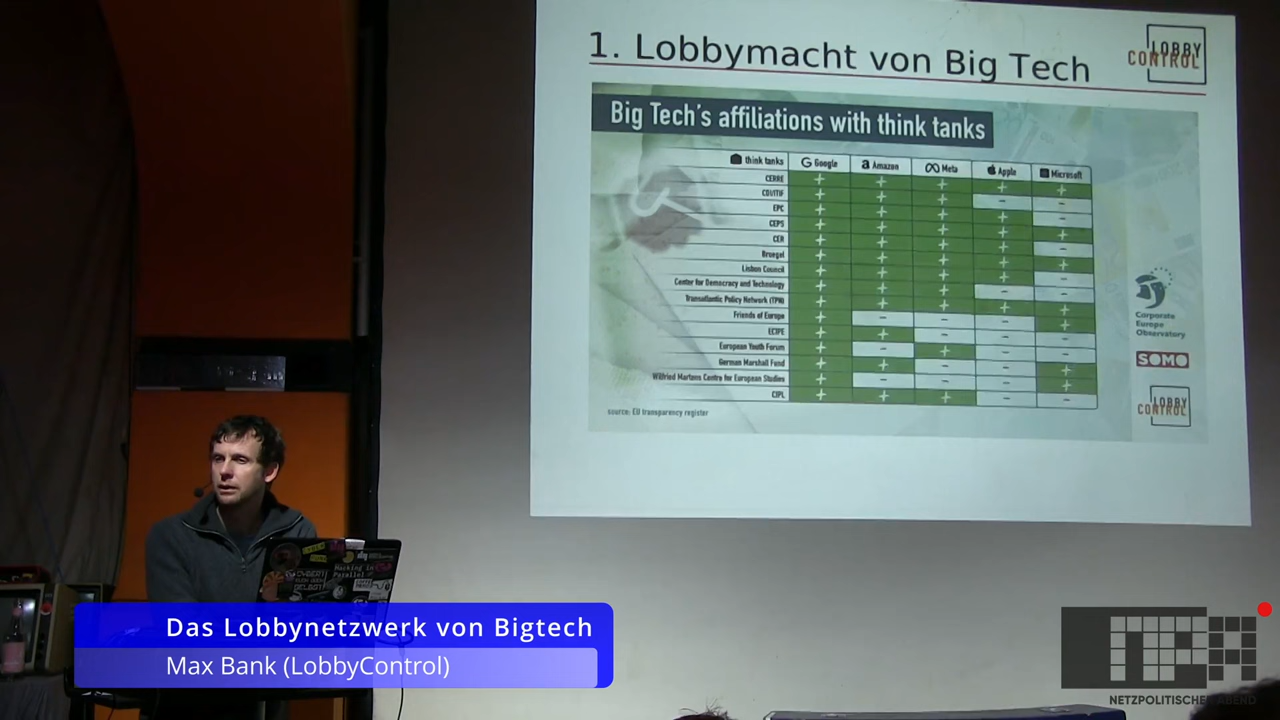 1. Lobbymacht von Big Tech
LOBBY
CONTROL
Big Tech's affiliations with think tanks
think tanks Google Amazon Meta Apple Microsoft
CERRE + + + + +
COVITIF + + + - -
EPC + + + + -
CEPS + + + + +
CER + + + + -
Bruegel + + + + +
Lisbon Council + + + + -
Center for Democracy and Technology + + + - -
Transatlantic Policy Network (TPN) + + + + +
Friends of Europe + - - - +
ECIPE + + - - -
European Youth Forum + - + - -
German Marshall Fund + + - - +
Wilfried Martens Centre for European Studies + - - - +
CIPL + + + - -
source: EU transparency register
Corporate
Europe
Observatory
SOMO
LOBBY
CONTROL
Das Lobbynetzwerk von Bigtech
Max Bank (LobbyControl)
NETZPOLITISCHER ABEND